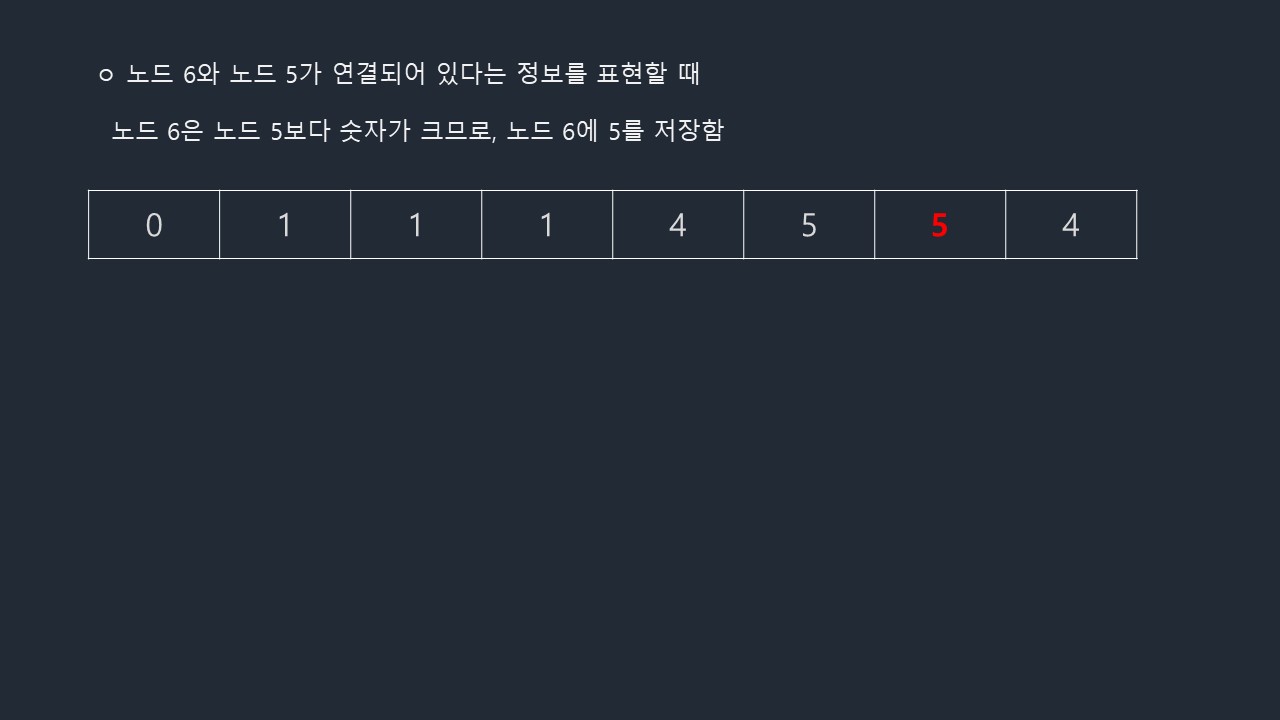 ㅇ 노드 6와 노드 5가 연결되어 있다는 정보를 표현할 때
노드 6은 노드 5보다 숫자가 크므로, 노드 6에 5를 저장함
0 1 1 1 4 5 5 4